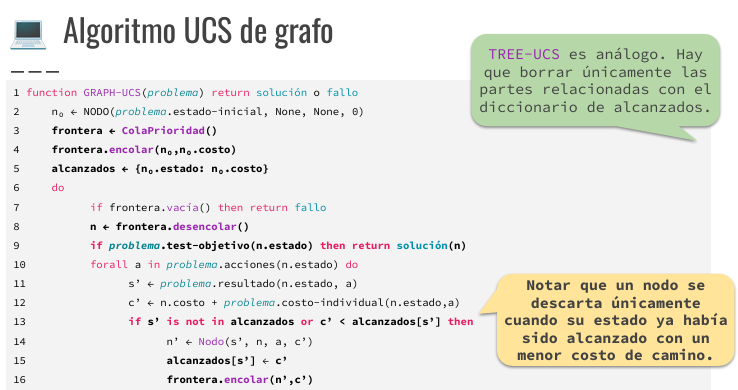 Algoritmo UCS de grafo
TREE-UCS es análogo. Hay
que borrar únicamente las
partes relacionadas con el
diccionario de alcanzados.
1 function GRAPH-UCS(problema) return solución o fallo
2 n₀ ← NODO(problema.estado-inicial, None, None, 0)
3 frontera ← ColaPrioridad()
4 frontera.encolar(n₀,n₀.costo)
5 alcanzados ← {n₀.estado: n₀.costo}
6 do
7 if frontera.vacía() then return fallo
8 n ← frontera.desencolar()
9 if problema.test-objetivo(n.estado) then return solución(n)
10 forall a in problema.acciones(n.estado) do
11 s’ ← problema.resultado(n.estado, a)
12 c’ ← n.costo + problema.costo-individual(n.estado,a)
13 if s’ is not in alcanzados or c’ < alcanzados[s’] then
14 n’ ← Nodo(s’, n, a, c’)
15 alcanzados[s’] ← c’
16 frontera.encolar(n’,c’)
Notar que un nodo se
descarta únicamente
cuando su estado ya había
sido alcanzado con un
menor costo de camino.